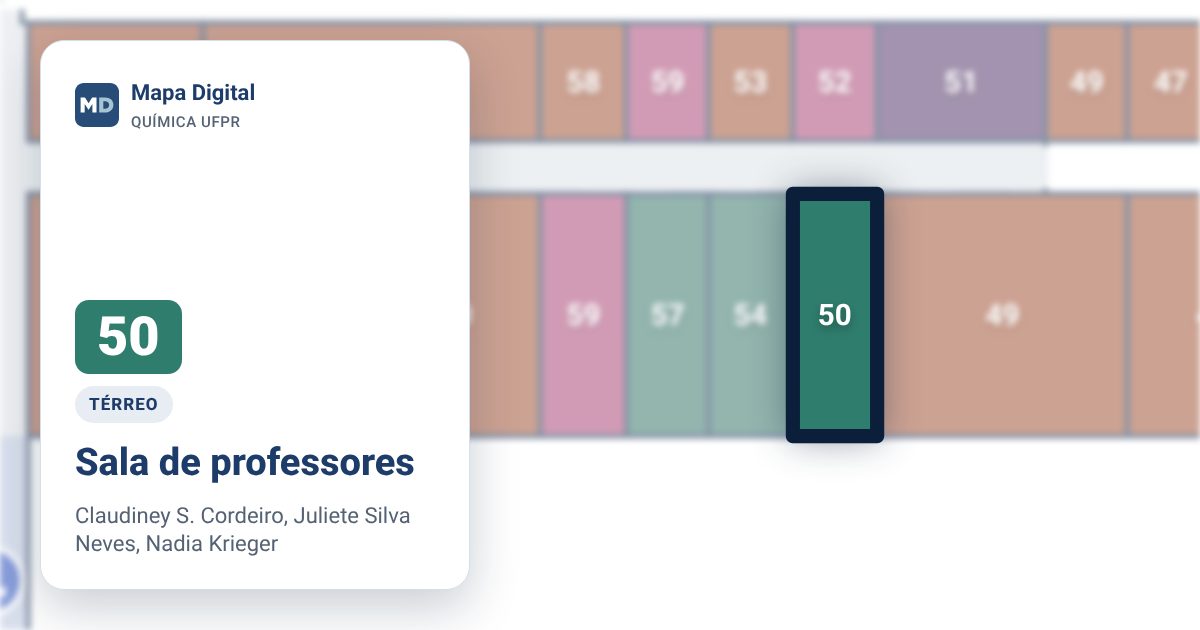 MD
Mapa Digital
QUÍMICA UFPR
50
TÉRREO
Sala de professores
Claudiney S. Cordeiro, Juliete Silva
Neves, Nadia Krieger
58 59 53 52 51 49 47
59 57 54 50 49